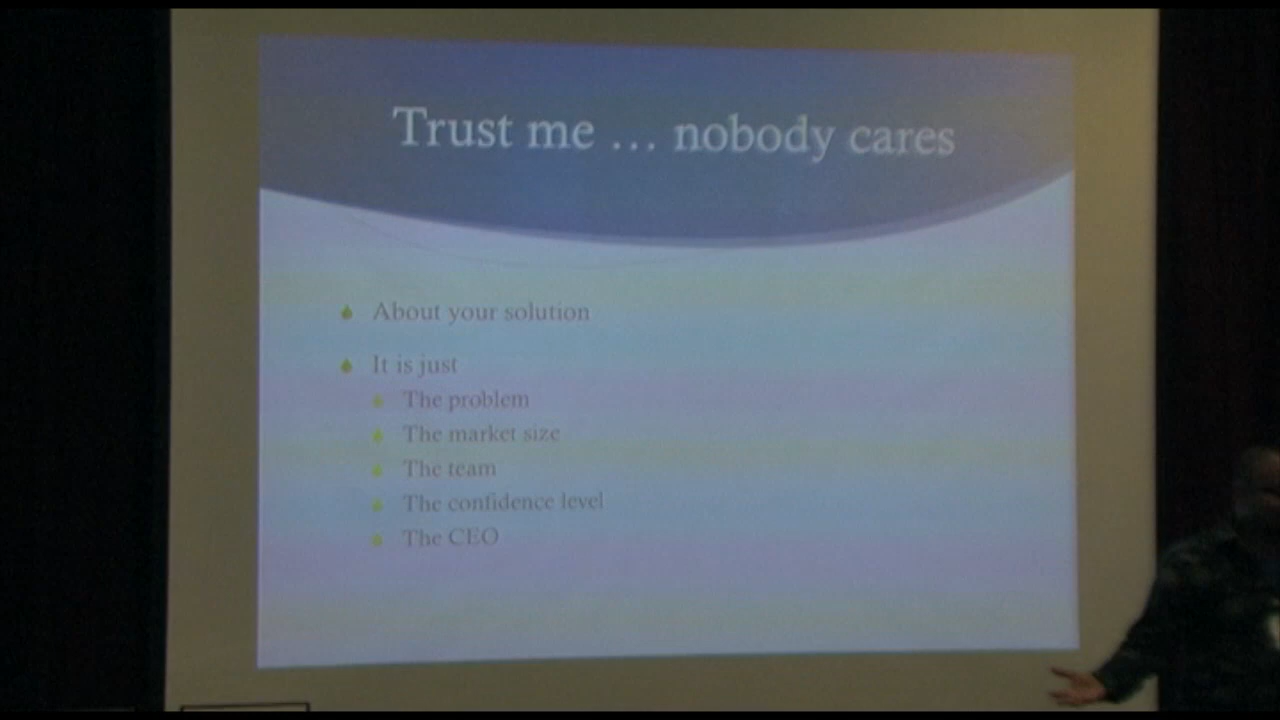 Trust me ... nobody cares
About your solution
It is just
The problem
The market size
The team
The confidence level
The CEO